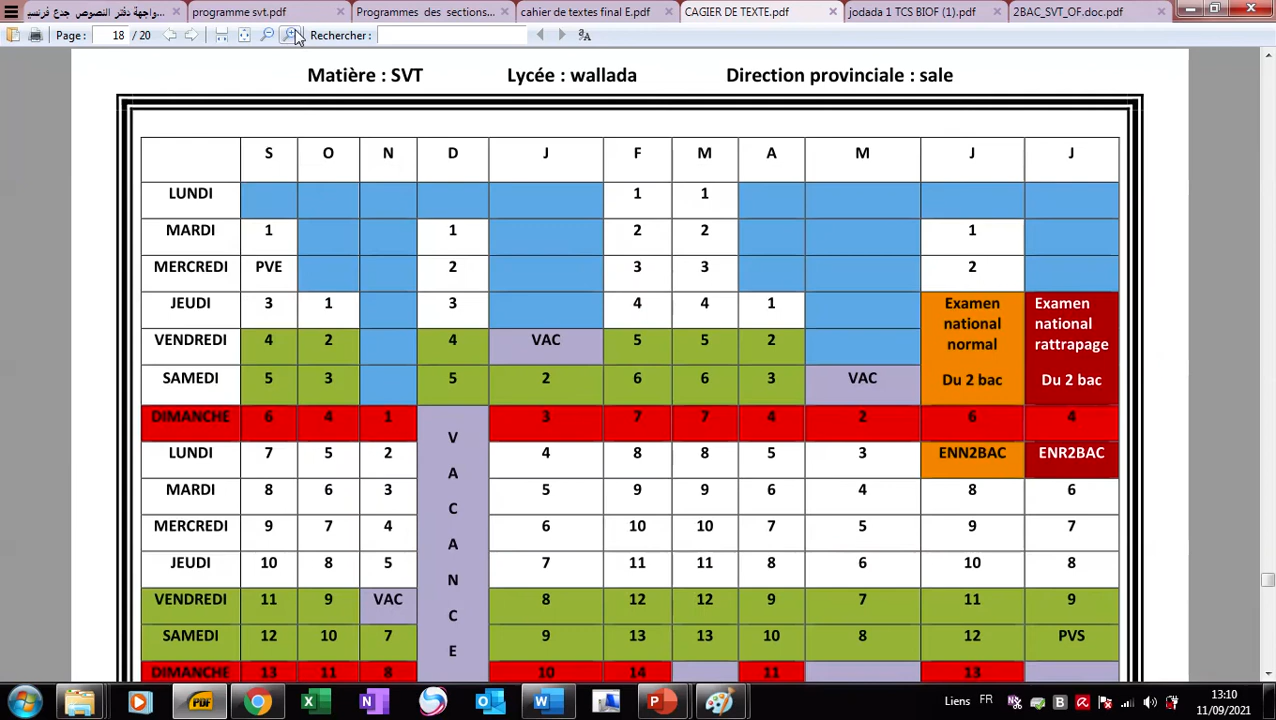 واجهة دفتر النصوص جدع فرنسي...
programme svt.pdf
Programmes des sections...
cahier de textes final E.pdf
CAGIER DE TEXTE.pdf
jodada 1 TCS BIOF (1).pdf
2BAC_SVT_OF.doc.pdf
Page : 18 / 20 Rechercher :
Matière : SVT Lycée : wallada Direction provinciale : sale
S O N D J F M A M J J
LUNDI 1 1
MARDI 1 1 2 2 1
MERCREDI PVE 2 3 3 2
JEUDI 3 1 3 4 4 1 Examen national normal Du 2 bac Examen national rattrapage Du 2 bac
VENDREDI 4 2 4 VAC 5 5 2
SAMEDI 5 3 5 2 6 6 3 VAC
DIMANCHE 6 4 1 VACANCE 3 7 7 4 2 6 4
LUNDI 7 5 2 4 8 8 5 3 ENN2BAC ENR2BAC
MARDI 8 6 3 5 9 9 6 4 8 6
MERCREDI 9 7 4 6 10 10 7 5 9 7
JEUDI 10 8 5 7 11 11 8 6 10 8
VENDREDI 11 9 VAC 8 12 12 9 7 11 9
SAMEDI 12 10 7 9 13 13 10 8 12 PVS
DIMANCHE 13 11 8 10 14 11 13
Liens FR 13:10
11/09/2021